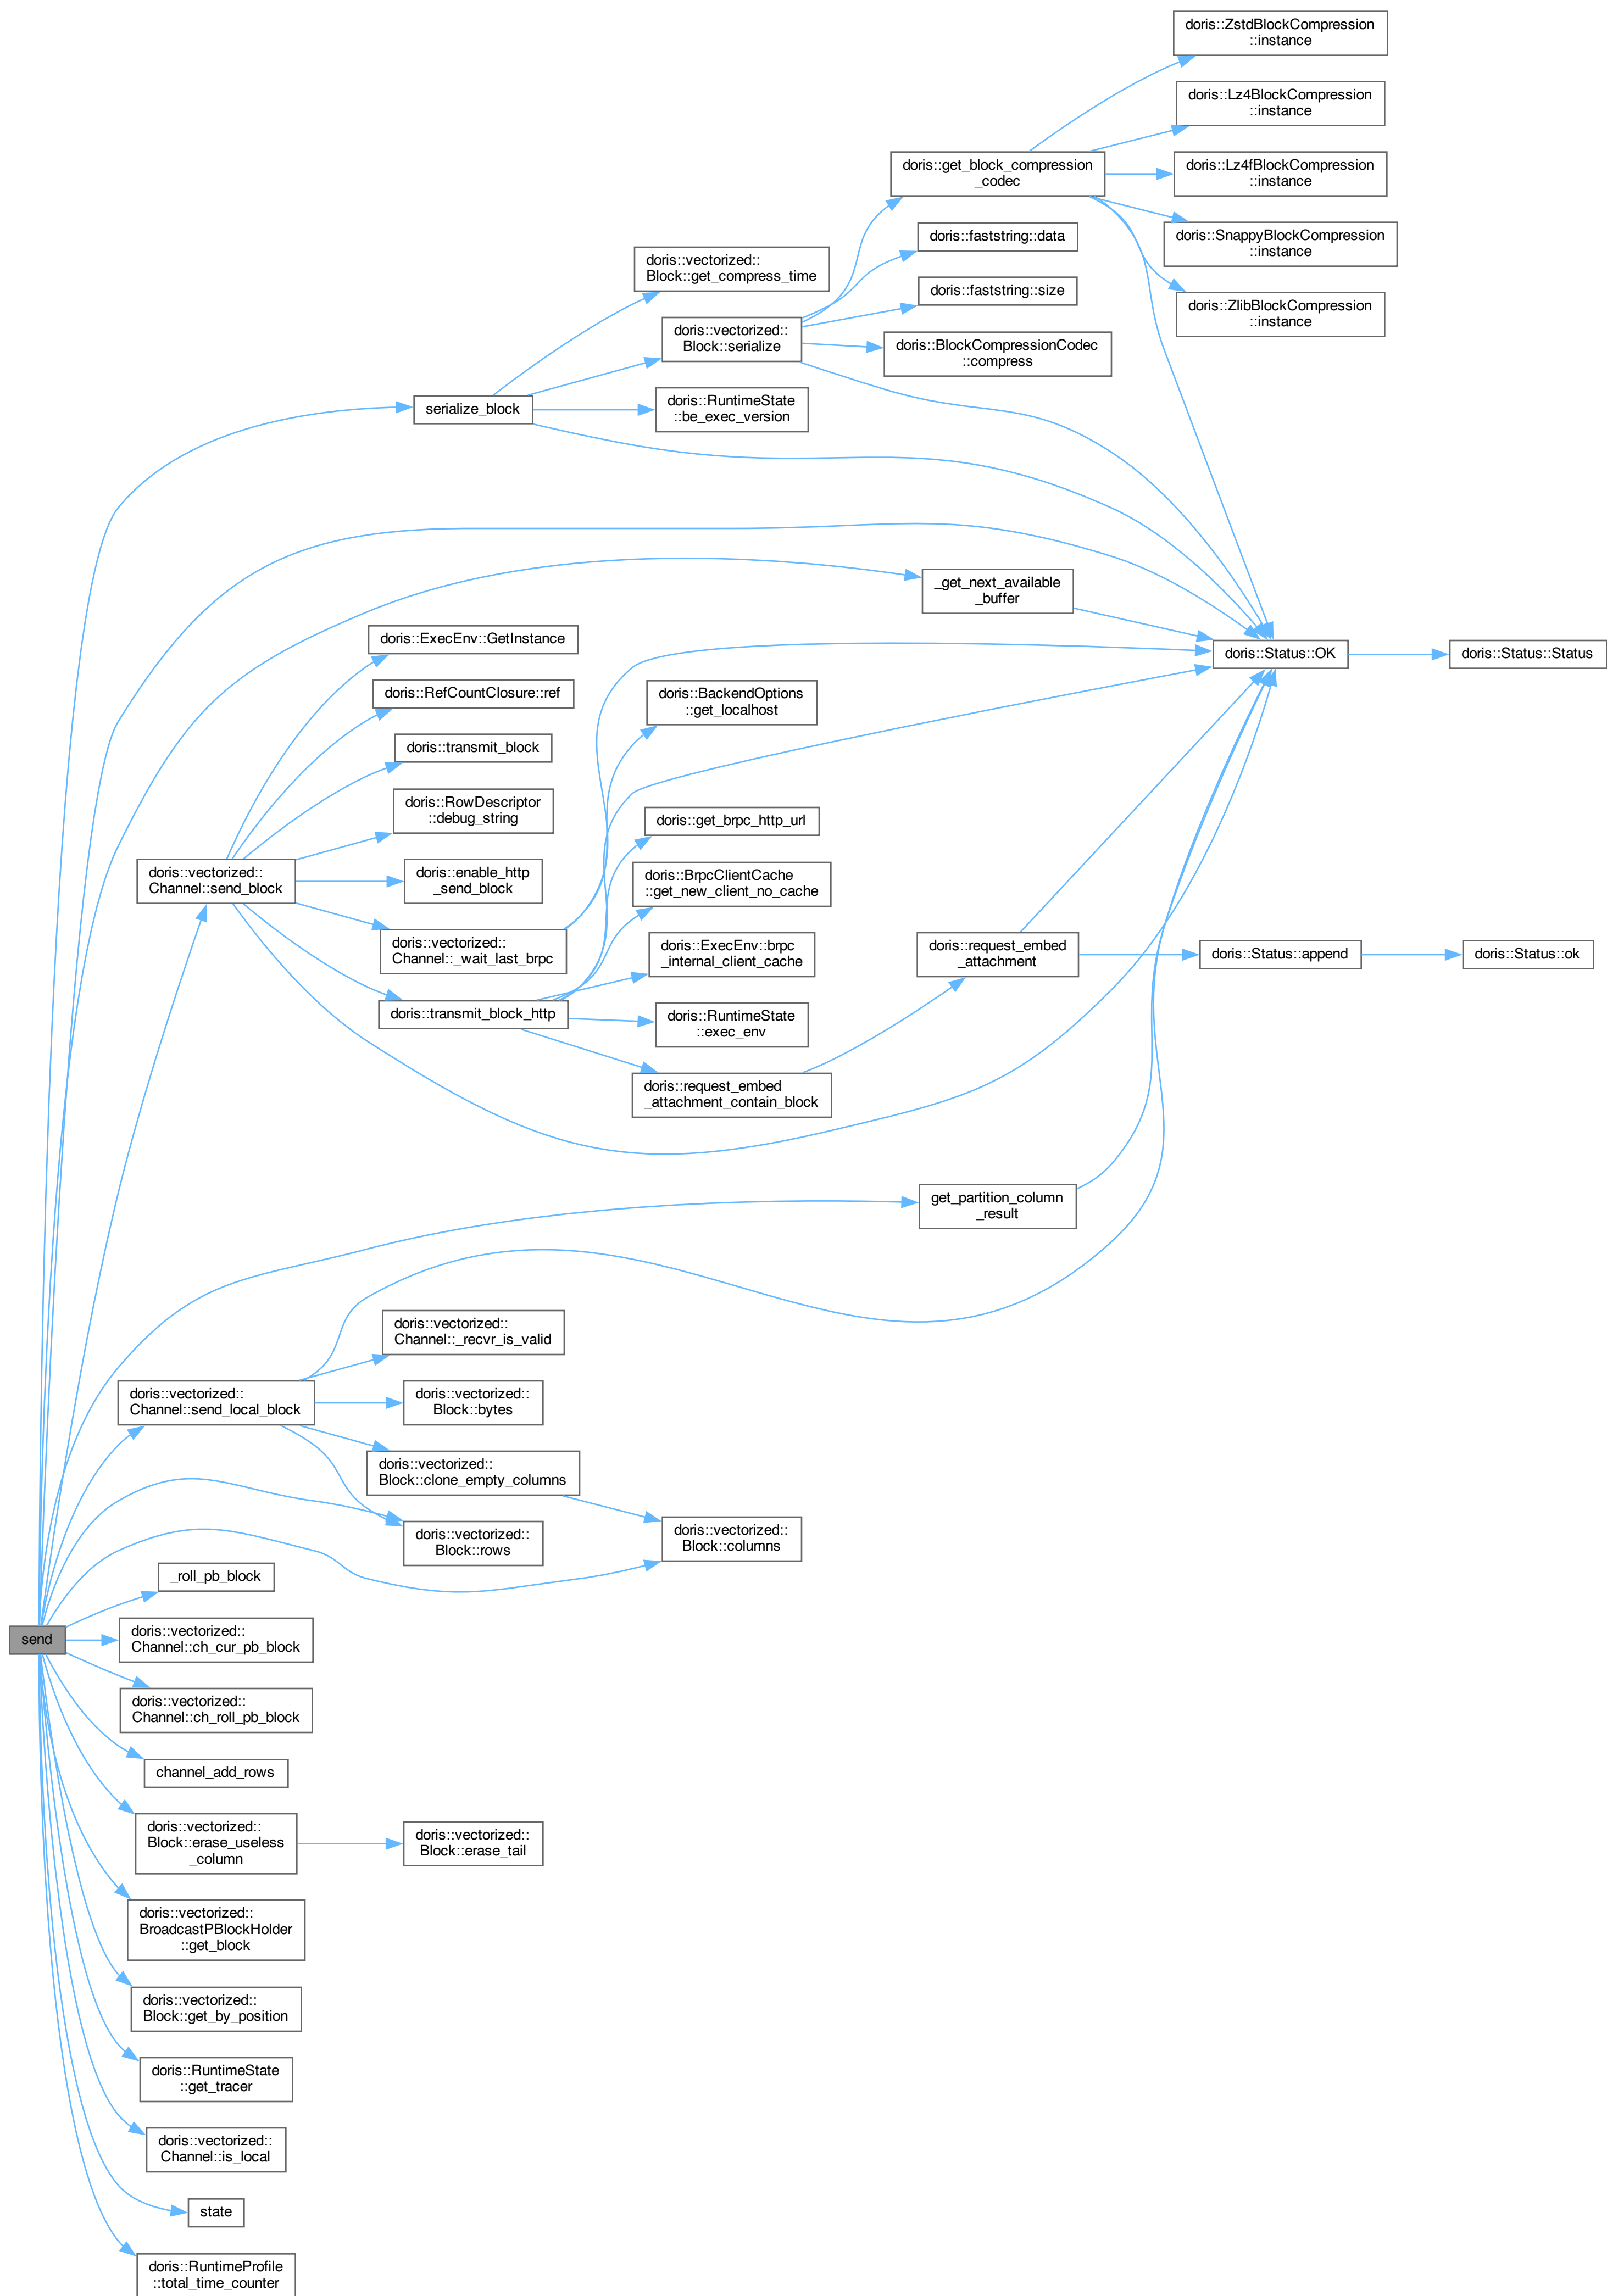 doris::ZstdBlockCompression
::instance
doris::Lz4BlockCompression
::instance
doris::get_block_compression
_codec
doris::Lz4fBlockCompression
::instance
doris::SnappyBlockCompression
::instance
doris::ZlibBlockCompression
::instance
doris::faststring::data
doris::vectorized::
Block::get_compress_time
doris::faststring::size
doris::vectorized::
Block::serialize
doris::BlockCompressionCodec
::compress
serialize_block
doris::RuntimeState
::be_exec_version
_get_next_available
_buffer
doris::ExecEnv::GetInstance
doris::Status::OK
doris::Status::Status
doris::RefCountClosure::ref
doris::BackendOptions
::get_localhost
doris::transmit_block
doris::RowDescriptor
::debug_string
doris::get_brpc_http_url
doris::vectorized::
Channel::send_block
doris::enable_http
_send_block
doris::BrpcClientCache
::get_new_client_no_cache
doris::vectorized::
Channel::_wait_last_brpc
doris::ExecEnv::brpc
_internal_client_cache
doris::request_embed
_attachment
doris::Status::append
doris::Status::ok
doris::transmit_block_http
doris::RuntimeState
::exec_env
doris::request_embed
_attachment_contain_block
get_partition_column
_result
doris::vectorized::
Channel::_recvr_is_valid
doris::vectorized::
Channel::send_local_block
doris::vectorized::
Block::bytes
doris::vectorized::
Block::clone_empty_columns
doris::vectorized::
Block::rows
doris::vectorized::
Block::columns
_roll_pb_block
send
doris::vectorized::
Channel::ch_cur_pb_block
doris::vectorized::
Channel::ch_roll_pb_block
channel_add_rows
doris::vectorized::
Block::erase_useless
_column
doris::vectorized::
Block::erase_tail
doris::vectorized::
BroadcastPBlockHolder
::get_block
doris::vectorized::
Block::get_by_position
doris::RuntimeState
::get_tracer
doris::vectorized::
Channel::is_local
state
doris::RuntimeProfile
::total_time_counter